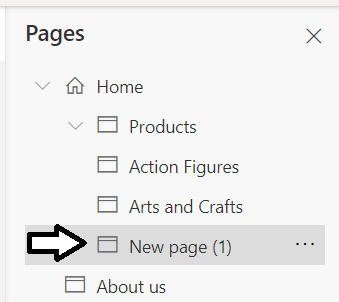 Pages
Home
Products
Action Figures
Arts and Crafts
New page (1)
About us